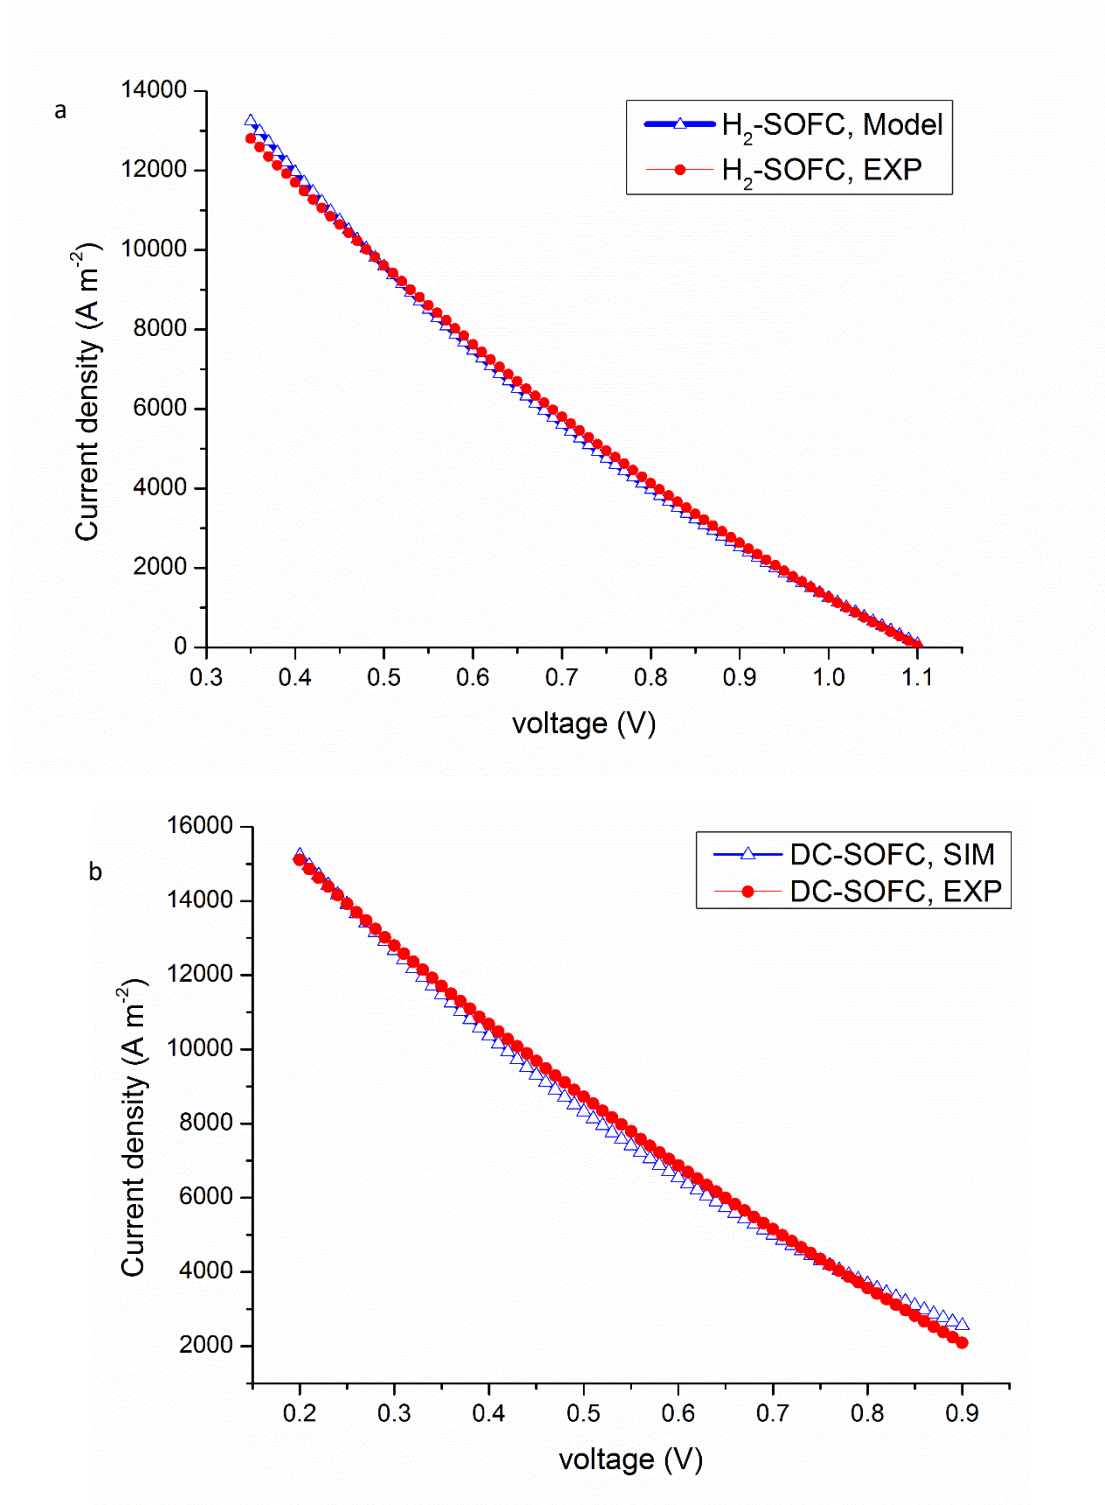 a
14000
12000
10000
8000
6000
4000
2000
0
Current density (A m⁻²)
H₂-SOFC, Model
H₂-SOFC, EXP
0.3 0.4 0.5 0.6 0.7 0.8 0.9 1.0 1.1
voltage (V)
b
16000
14000
12000
10000
8000
6000
4000
2000
Current density (A m⁻²)
DC-SOFC, SIM
DC-SOFC, EXP
0.2 0.3 0.4 0.5 0.6 0.7 0.8 0.9
voltage (V)